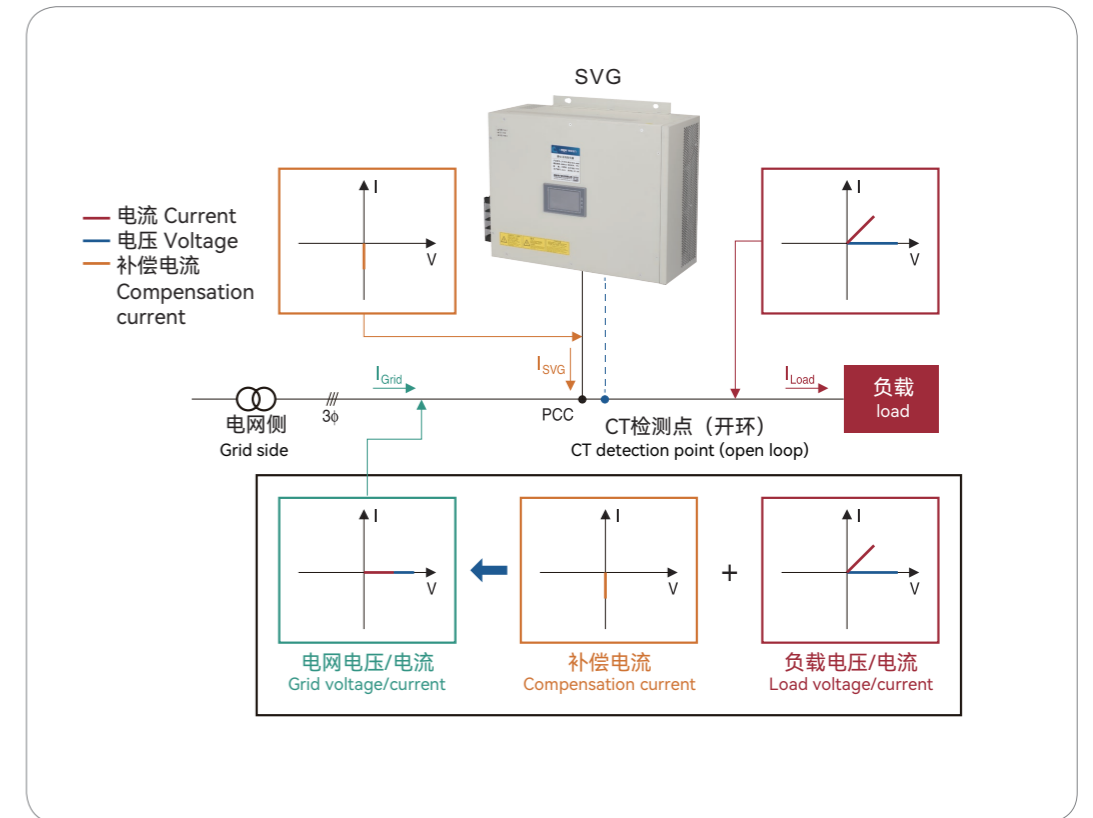 SVG
I
V
电流 Current
电压 Voltage
补偿电流
Compensation
current
I
V
I Grid
I SVG
I Load
负载
load
3ϕ
PCC
电网侧
Grid side
CT检测点（开环）
CT detection point (open loop)
I
V
I
V
+
I
V
电网电压/电流
Grid voltage/current
补偿电流
Compensation current
负载电压/电流
Load voltage/current